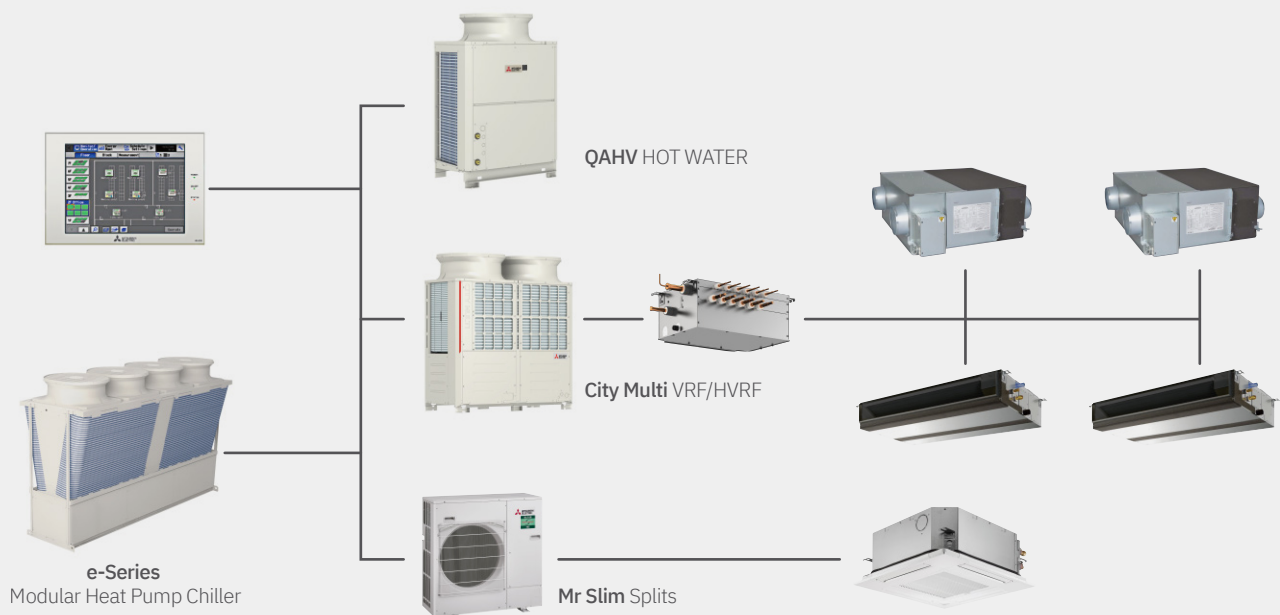 QAHV HOT WATER
City Multi VRF/HVRF
e-Series
Modular Heat Pump Chiller
Mr Slim Splits